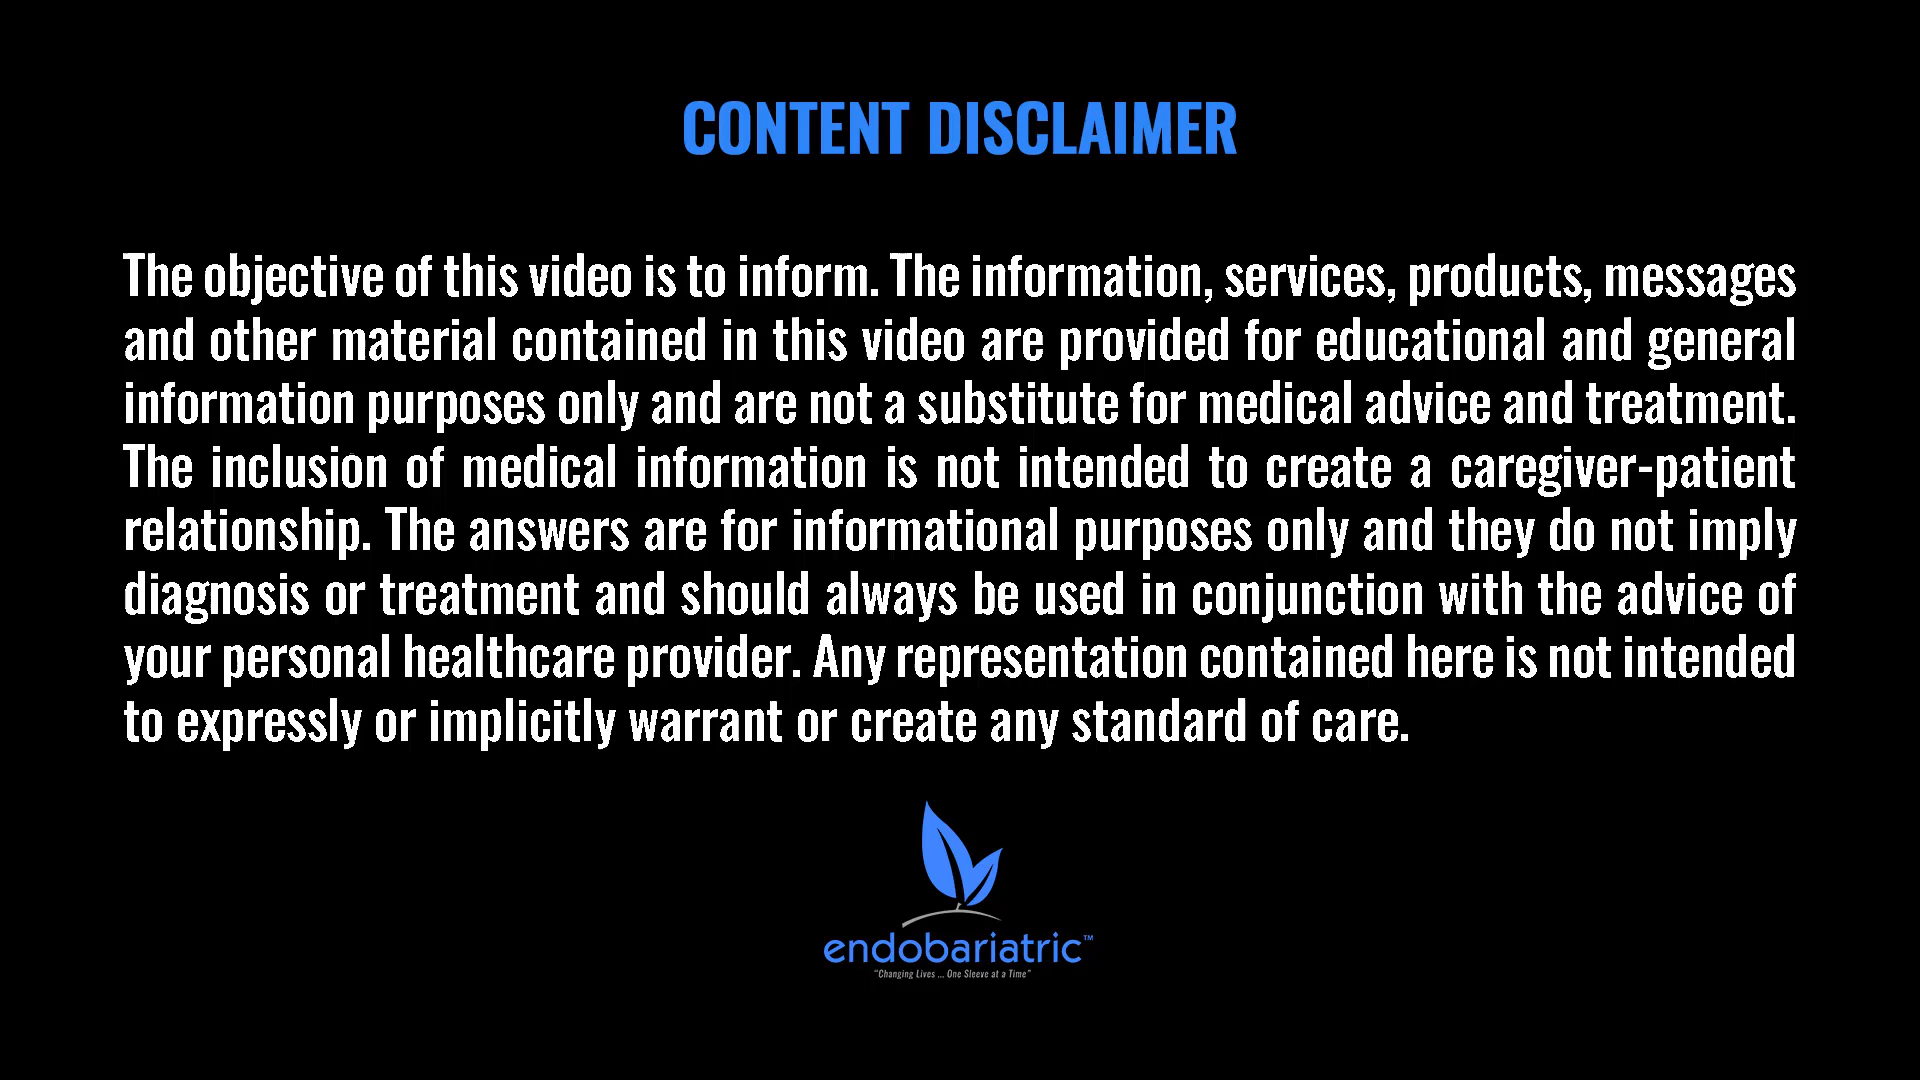 CONTENT DISCLAIMER
The objective of this video is to inform. The information, services, products, messages
and other material contained in this video are provided for educational and general
information purposes only and are not a substitute for medical advice and treatment.
The inclusion of medical information is not intended to create a caregiver-patient
relationship. The answers are for informational purposes only and they do not imply
diagnosis or treatment and should always be used in conjunction with the advice of
your personal healthcare provider. Any representation contained here is not intended
to expressly or implicitly warrant or create any standard of care.
endobariatric™
"Changing Lives ... One Sleeve at a Time"